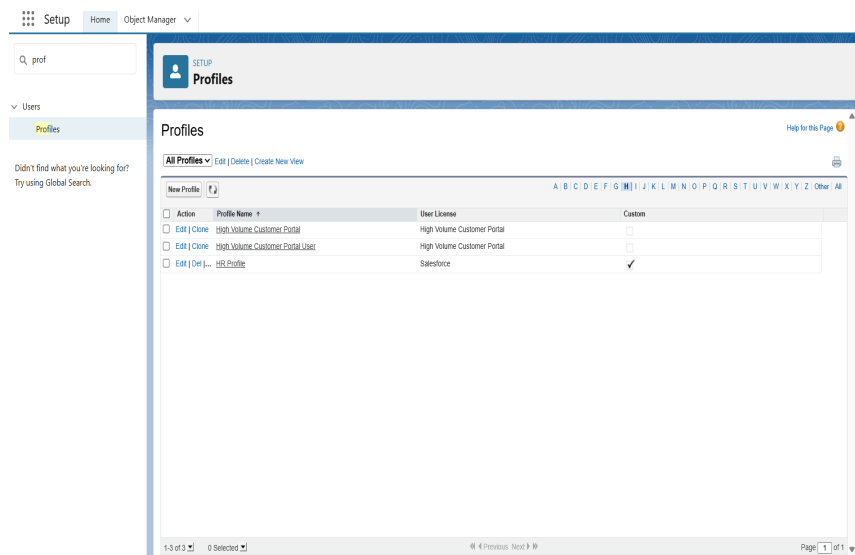 Setup Home Object Manager
prof
SETUP
Profiles
Users
Profiles
Didn't find what you're looking for?
Try using Global Search.
Profiles
Help for this Page ?
All Profiles Edit | Delete | Create New View
New Profile
A | B | C | D | E | F | G | H | I | J | K | L | M | N | O | P | Q | R | S | T | U | V | W | X | Y | Z | Other | All
Action Profile Name User License Custom
Edit | Clone High Volume Customer Portal High Volume Customer Portal
Edit | Clone High Volume Customer Portal User High Volume Customer Portal
Edit | Del |... HR Profile Salesforce
1-3 of 3 0 Selected Previous Next Page 1 of 1